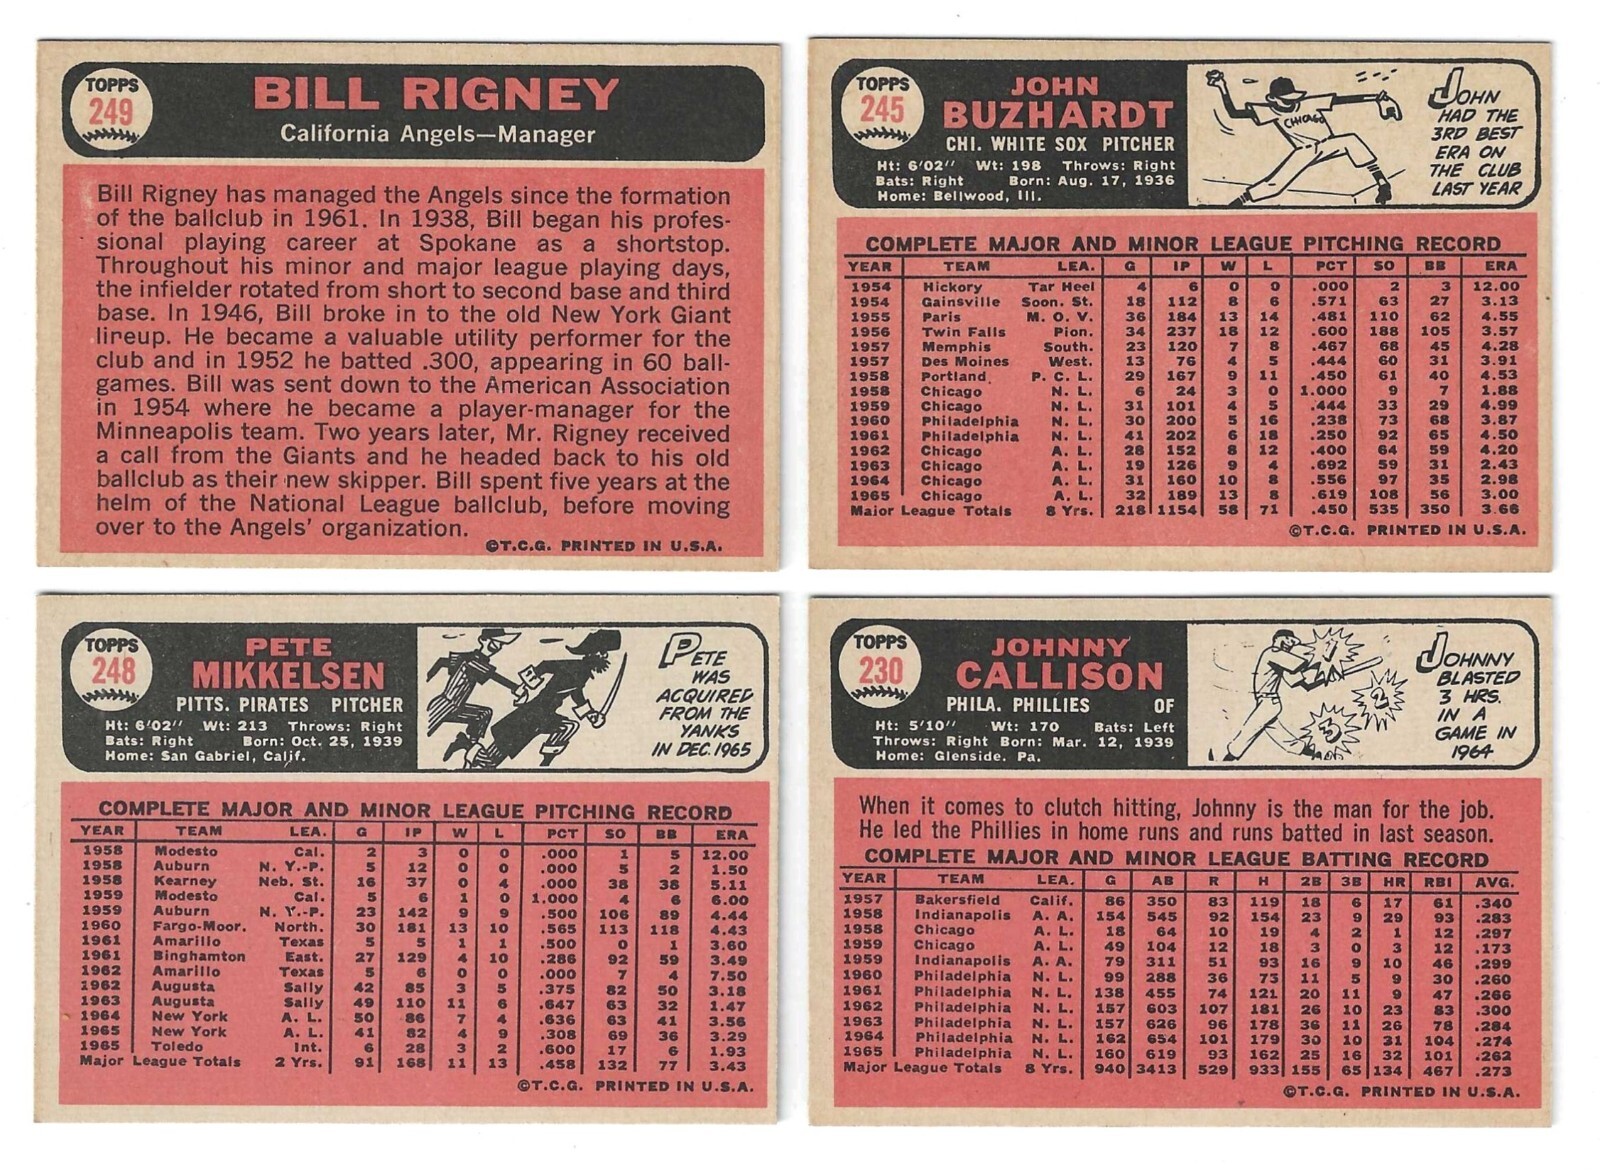 TOPPS
249
BILL RIGNEY
California Angels—Manager
Bill Rigney has managed the Angels since the formation
of the ballclub in 1961. In 1938, Bill began his profes-
sional playing career at Spokane as a shortstop.
Throughout his minor and major league playing days,
the infielder rotated from short to second base and third
base. In 1946, Bill broke in to the old New York Giant
lineup. He became a valuable utility performer for the
club and in 1952 he batted .300, appearing in 60 ball-
games. Bill was sent down to the American Association
in 1954 where he became a player-manager for the
Minneapolis team. Two years later, Mr. Rigney received
a call from the Giants and he headed back to his old
ballclub as their new skipper. Bill spent five years at the
helm of the National League ballclub, before moving
over to the Angels' organization.
©T.C.G. PRINTED IN U.S.A.
TOPPS
245
JOHN
BUZHARDT
CHI. WHITE SOX PITCHER
Ht: 6'02" Wt: 198 Throws: Right
Bats: Right Born: Aug. 17, 1936
Home: Bellwood, Ill.
CHICAGO
JOHN
HAD THE
3RD BEST
ERA ON
THE CLUB
LAST YEAR
COMPLETE MAJOR AND MINOR LEAGUE PITCHING RECORD
YEAR TEAM LEA. G IP W L PCT SO BB ERA
1954 Hickory Tar Heel 4 6 0 0 .000 2 3 12.00
1954 Gainsville Soon. St. 18 112 8 6 .571 63 27 3.13
1955 Paris M. O. V. 36 184 13 14 .481 110 62 4.55
1956 Twin Falls Pion. 34 237 18 12 .600 188 105 3.57
1957 Memphis South. 23 120 7 8 .467 68 45 4.28
1957 Des Moines West. 13 76 4 5 .444 60 31 3.91
1958 Portland P. C. L. 29 167 9 11 .450 61 40 4.53
1958 Chicago N. L. 6 24 3 0 1.000 9 7 1.88
1959 Chicago N. L. 31 101 4 5 .444 33 29 4.99
1960 Philadelphia N. L. 30 200 5 16 .238 73 68 3.87
1961 Philadelphia N. L. 41 202 6 18 .250 92 65 4.50
1962 Chicago A. L. 28 152 8 12 .400 64 59 4.20
1963 Chicago A. L. 19 126 9 4 .692 59 31 2.43
1964 Chicago A. L. 31 160 10 8 .556 97 35 2.98
1965 Chicago A. L. 32 189 13 8 .619 108 56 3.00
Major League Totals 8 Yrs. 218 1154 58 71 .450 535 350 3.66
©T.C.G. PRINTED IN U.S.A.
TOPPS
248
PETE
MIKKELSEN
PITTS. PIRATES PITCHER
Ht: 6'02" Wt: 213 Throws: Right
Bats: Right Born: Oct. 25, 1939
Home: San Gabriel, Calif.
PETE
WAS
ACQUIRED
FROM THE
YANKS
IN DEC. 1965
COMPLETE MAJOR AND MINOR LEAGUE PITCHING RECORD
YEAR TEAM LEA. G IP W L PCT SO BB ERA
1958 Modesto Cal. 2 3 0 0 .000 1 5 12.00
1958 Auburn N. Y.-P. 5 12 0 0 .000 5 2 1.50
1958 Kearney Neb. St. 16 37 0 4 .000 38 38 5.11
1959 Modesto Cal. 5 6 1 0 1.000 4 6 6.00
1959 Auburn N. Y.-P. 23 142 9 9 .500 106 89 4.44
1960 Fargo-Moor. North. 30 181 13 10 .565 113 118 4.43
1961 Amarillo Texas 5 5 1 1 .500 0 1 3.60
1961 Binghamton East. 27 129 4 10 .286 92 59 3.49
1962 Amarillo Texas 5 6 0 0 .000 7 4 7.50
1962 Augusta Sally 42 85 3 5 .375 82 50 3.18
1963 Augusta Sally 49 110 11 6 .647 63 32 1.47
1964 New York A. L. 50 86 7 4 .636 63 41 3.56
1965 New York A. L. 41 82 4 9 .308 69 36 3.29
1965 Toledo Int. 6 28 3 2 .600 17 6 1.93
Major League Totals 2 Yrs. 91 168 11 13 .458 132 77 3.43
©T.C.G. PRINTED IN U.S.A.
TOPPS
230
JOHNNY
CALLISON
PHILA. PHILLIES OF
Ht: 5'10" Wt: 170 Bats: Left
Throws: Right Born: Mar. 12, 1939
Home: Glenside, Pa.
1
2
3
JOHNNY
BLASTED
3 HRS.
IN A
GAME IN
1964
When it comes to clutch hitting, Johnny is the man for the job.
He led the Phillies in home runs and runs batted in last season.
COMPLETE MAJOR AND MINOR LEAGUE BATTING RECORD
YEAR TEAM LEA. G AB R H 2B 3B HR RBI AVG.
1957 Bakersfield Calif. 86 350 83 119 18 6 17 61 .340
1958 Indianapolis A. A. 154 545 92 154 23 9 29 93 .283
1958 Chicago A. L. 18 64 10 19 4 2 1 12 .297
1959 Chicago A. L. 49 104 12 18 3 0 3 12 .173
1959 Indianapolis A. A. 79 311 51 93 16 9 10 46 .299
1960 Philadelphia N. L. 99 288 36 73 11 5 9 30 .260
1961 Philadelphia N. L. 138 455 74 121 20 11 9 47 .266
1962 Philadelphia N. L. 157 603 107 181 26 10 23 83 .300
1963 Philadelphia N. L. 157 626 96 178 36 11 26 78 .284
1964 Philadelphia N. L. 162 654 101 179 30 10 31 104 .274
1965 Philadelphia N. L. 160 619 93 162 25 16 32 101 .262
Major League Totals 8 Yrs. 940 3413 529 933 155 65 134 467 .273
©T.C.G. PRINTED IN U.S.A.